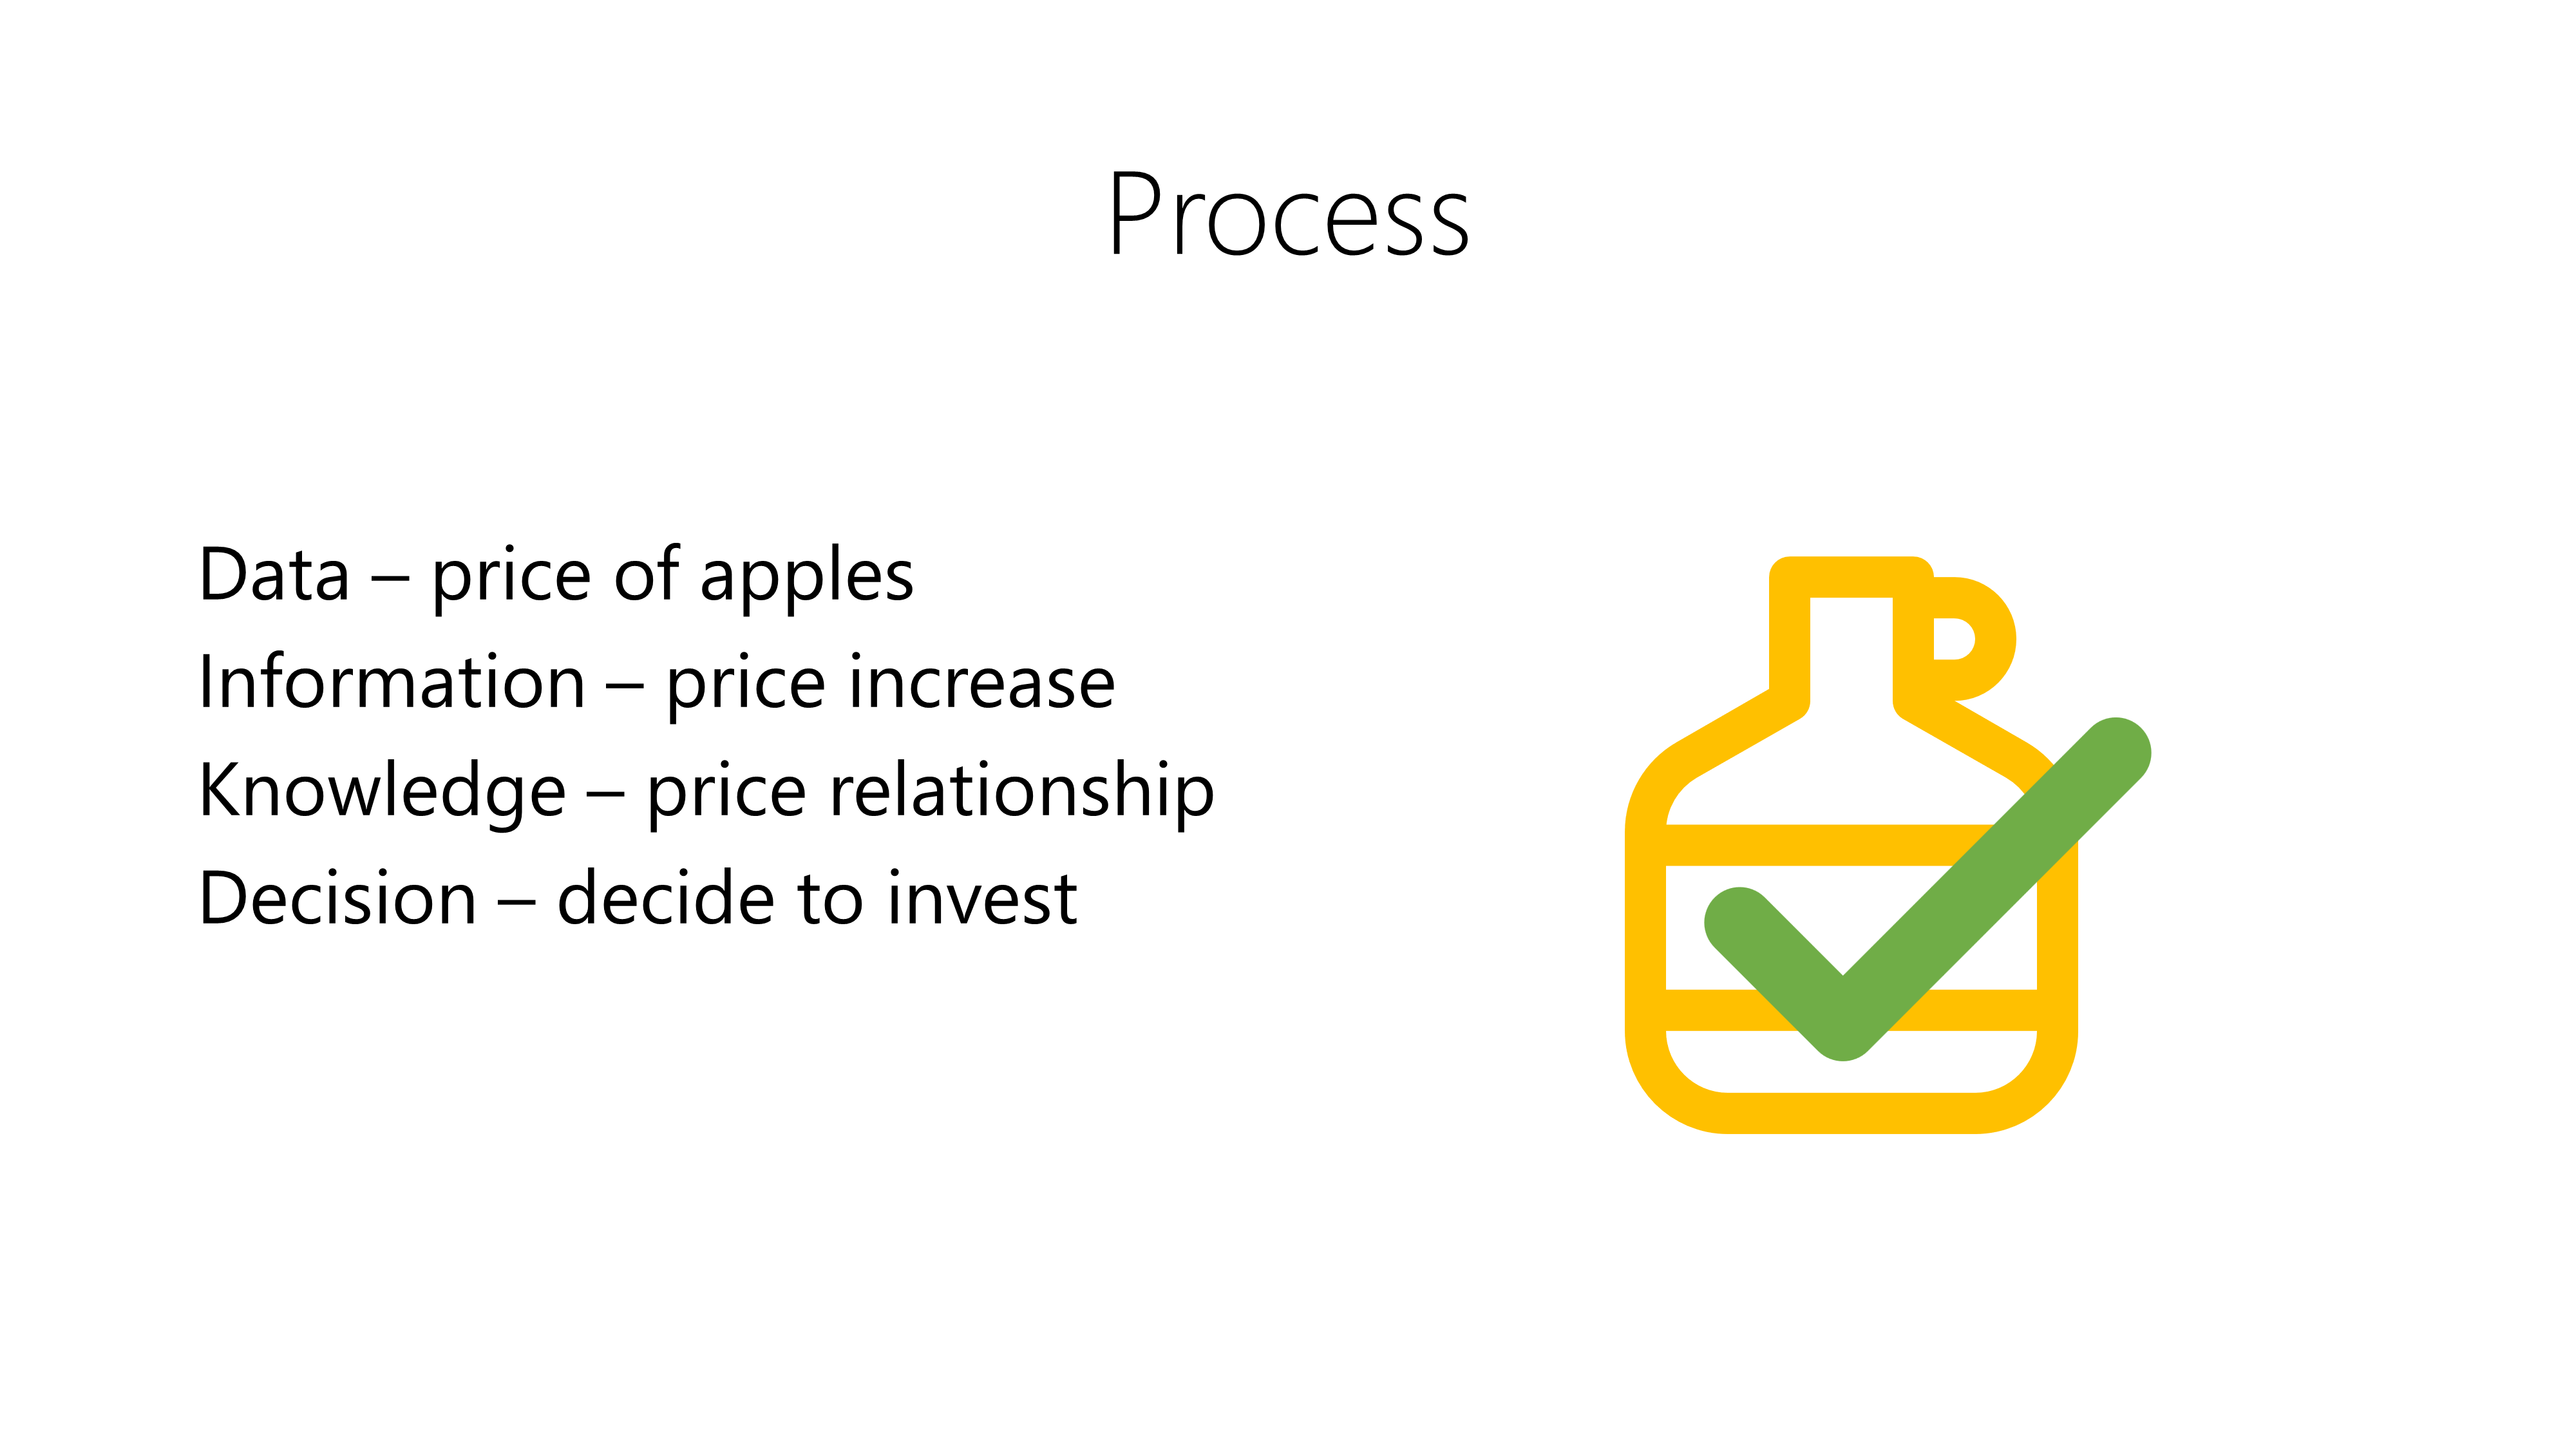 Process
Data – price of apples
Information – price increase
Knowledge – price relationship
Decision – decide to invest